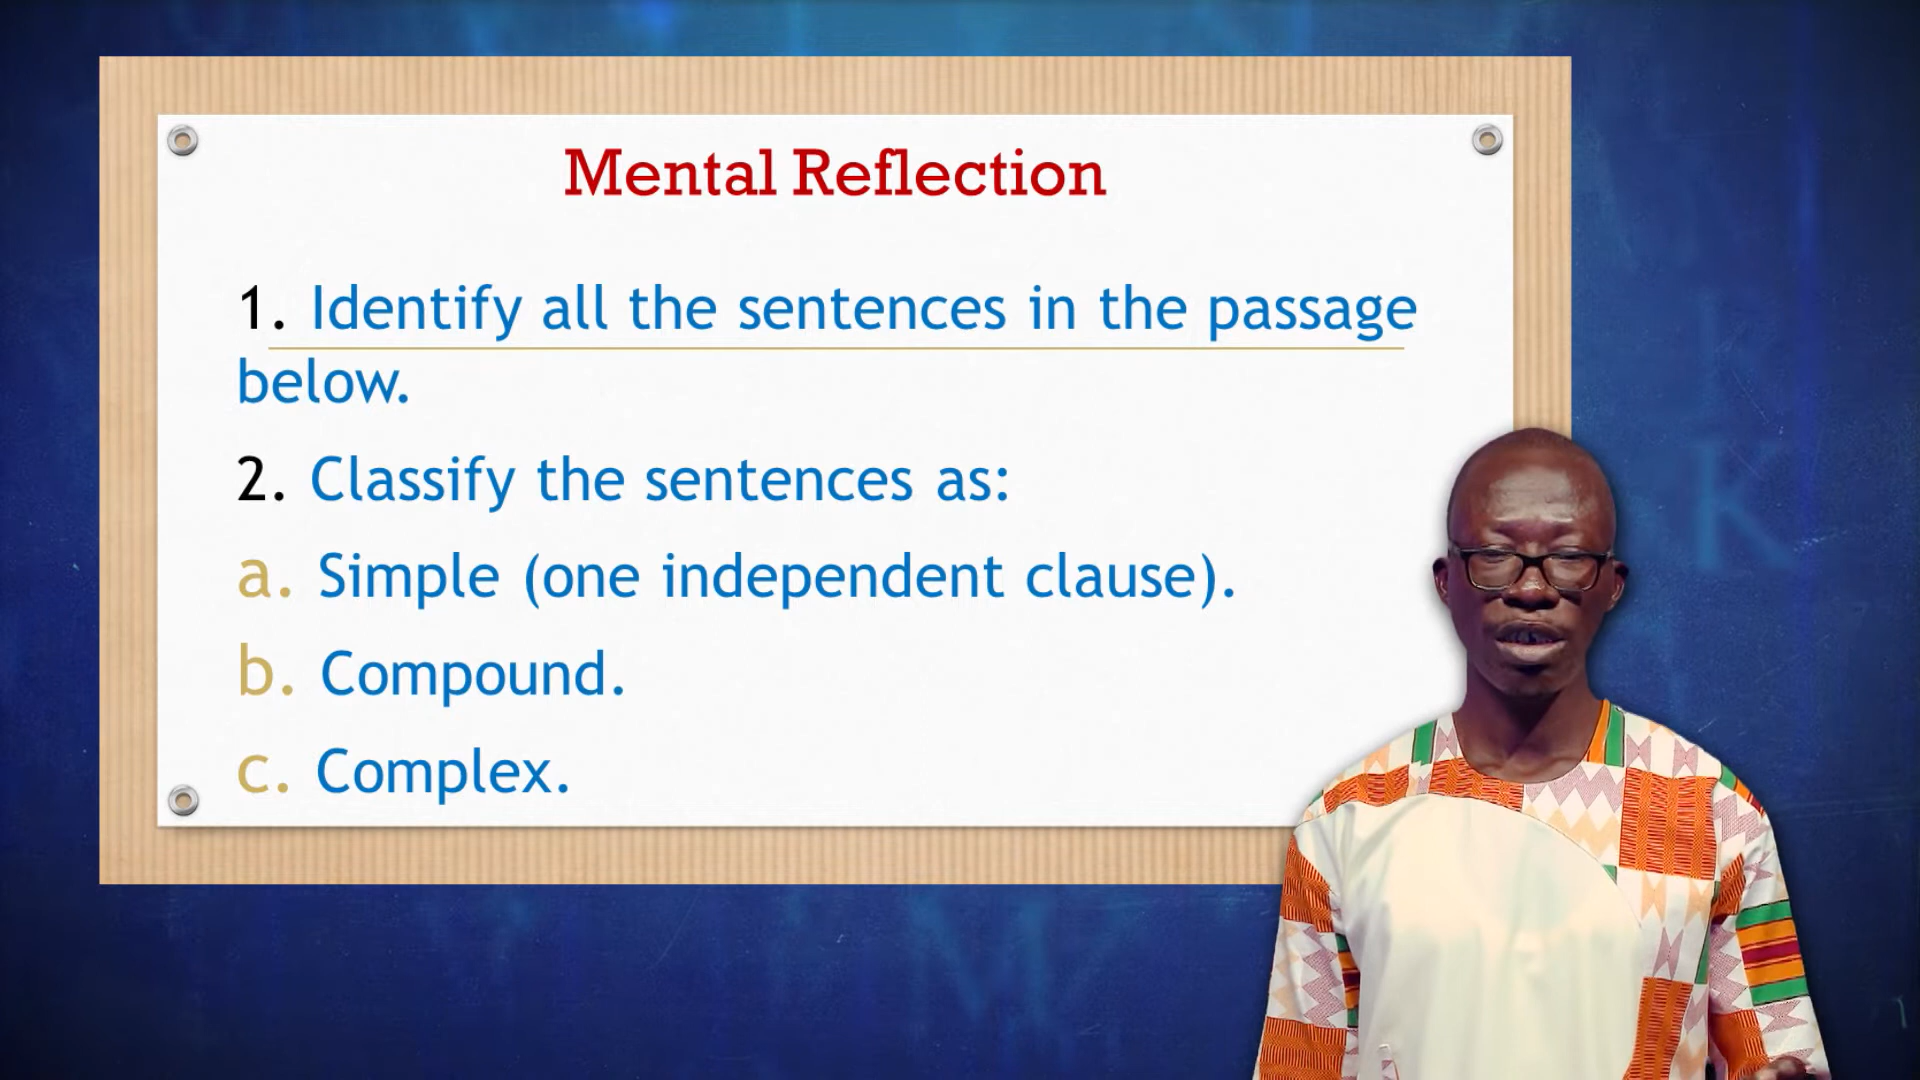 Mental Reflection
1. Identify all the sentences in the passage
below.
2. Classify the sentences as:
a. Simple (one independent clause).
b. Compound.
c. Complex.